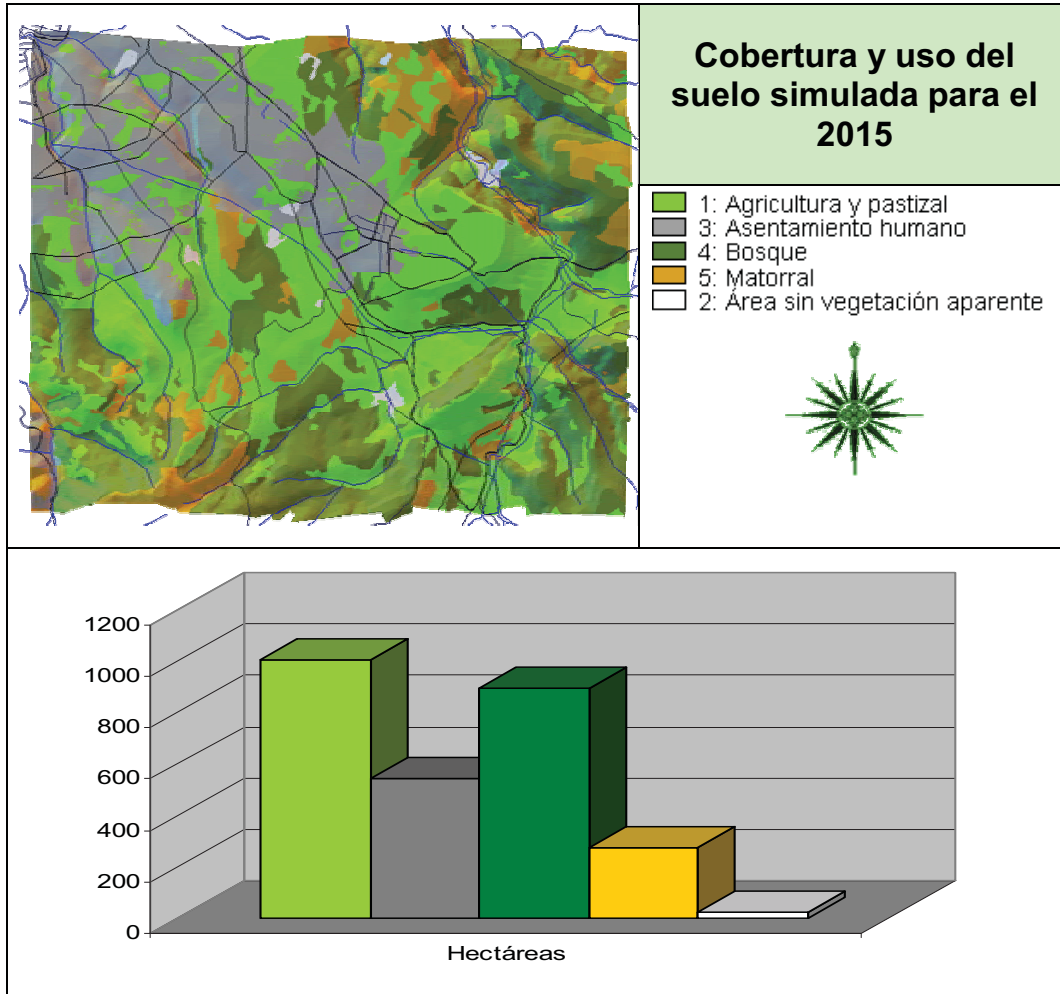 Cobertura y uso del
suelo simulada para el
2015
1: Agricultura y pastizal
3: Asentamiento humano
4: Bosque
5: Matorral
2: Área sin vegetación aparente
1200
1000
800
600
400
200
0
Hectáreas